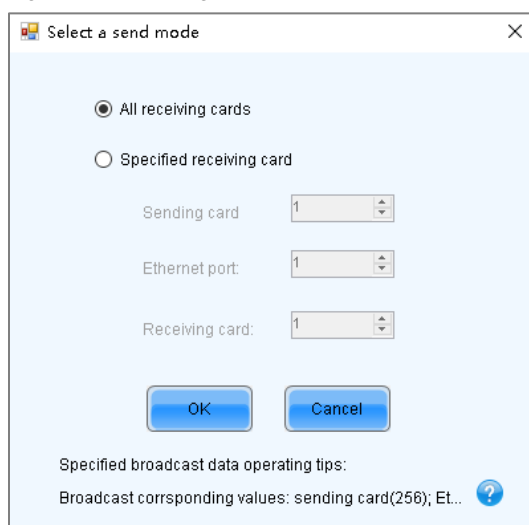 Select a send mode
All receiving cards
Specified receiving card
Sending card 1
Ethernet port: 1
Receiving card: 1
OK Cancel
Specified broadcast data operating tips:
Broadcast corrsponding values: sending card(256); Et... ?